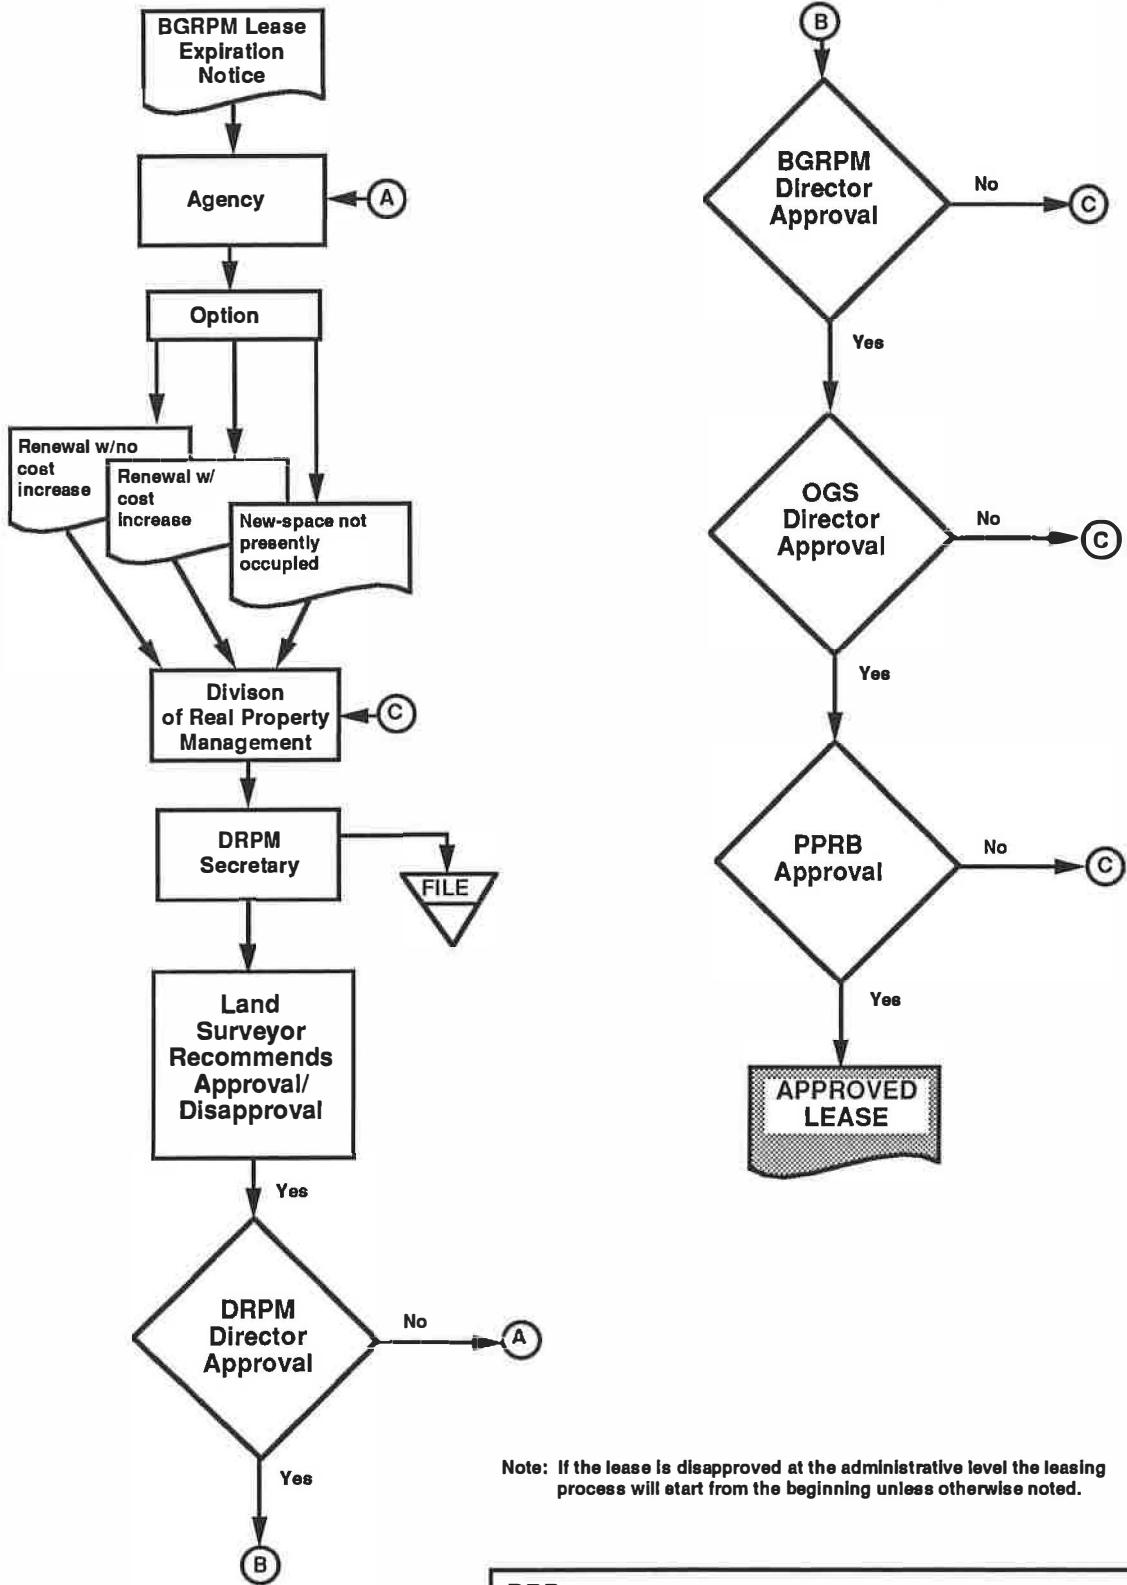 BGRPM Lease
Expiration
Notice
Agency
A
Option
Renewal w/no
cost
increase
Renewal w/
cost
increase
New-space not
presently
occupled
Divison
of Real Property
Management
C
DRPM
Secretary
FILE
Land
Surveyor
Recommends
Approval/
Disapproval
Yes
DRPM
Director
Approval
No
A
Yes
B
B
BGRPM
Director
Approval
No
C
Yes
OGS
Director
Approval
No
C
Yes
PPRB
Approval
No
C
Yes
APPROVED
LEASE
Note: If the lease is disapproved at the administrative level the leasing
process will start from the beginning unless otherwise noted.